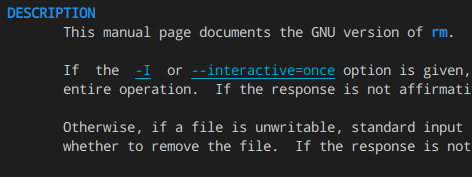 DESCRIPTION
This manual page documents the GNU version of rm.
If the -I or --interactive=once option is given,
entire operation. If the response is not affirmati
Otherwise, if a file is unwritable, standard input
whether to remove the file. If the response is not